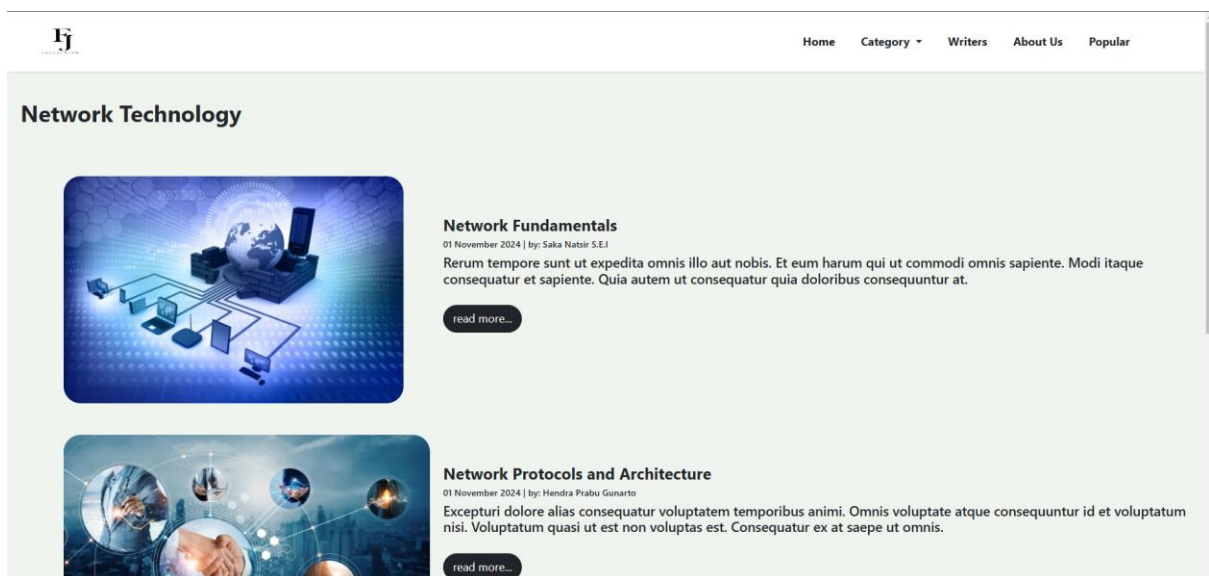 FJ
Home Category Writers About Us Popular
Network Technology
Network Fundamentals
01 November 2024 | by: Saka Natsir S.E.I
Rerum tempore sunt ut expedita omnis illo aut nobis. Et eum harum qui ut commodi omnis sapiente. Modi itaque
consequatur et sapiente. Quia autem ut consequatur quia doloribus consequuntur at.
read more...
Network Protocols and Architecture
01 November 2024 | by: Hendra Prabu Gunarto
Excepturi dolore alias consequatur voluptatem temporibus animi. Omnis voluptate atque consequuntur id et voluptatum
nisi. Voluptatum quasi ut est non voluptas est. Consequatur ex at saepe ut omnis.
read more...